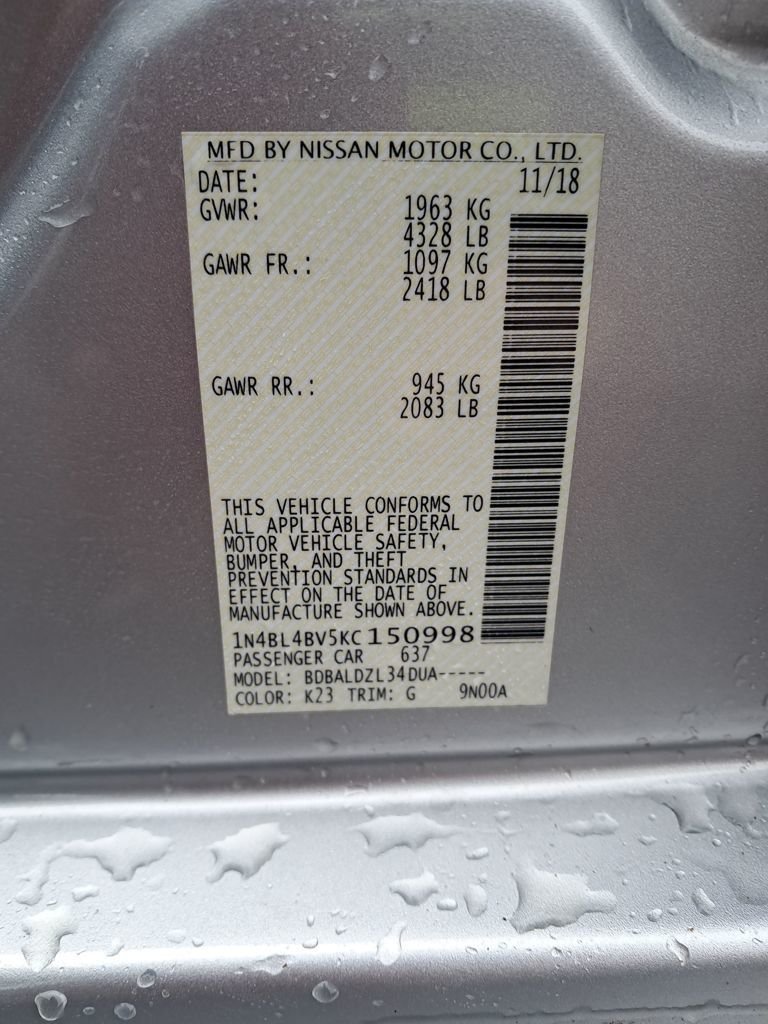 MFD BY NISSAN MOTOR CO., LTD.
DATE: 11/18
GVWR: 1963 KG
4328 LB
GAWR FR.: 1097 KG
2418 LB
GAWR RR.: 945 KG
2083 LB
THIS VEHICLE CONFORMS TO
ALL APPLICABLE FEDERAL
MOTOR VEHICLE SAFETY,
BUMPER, AND THEFT
PREVENTION STANDARDS IN
EFFECT ON THE DATE OF
MANUFACTURE SHOWN ABOVE.
1N4BL4BV5KC150998
PASSENGER CAR 637
MODEL: BDBALDZL34DUA-----
COLOR: K23 TRIM: G 9N00A